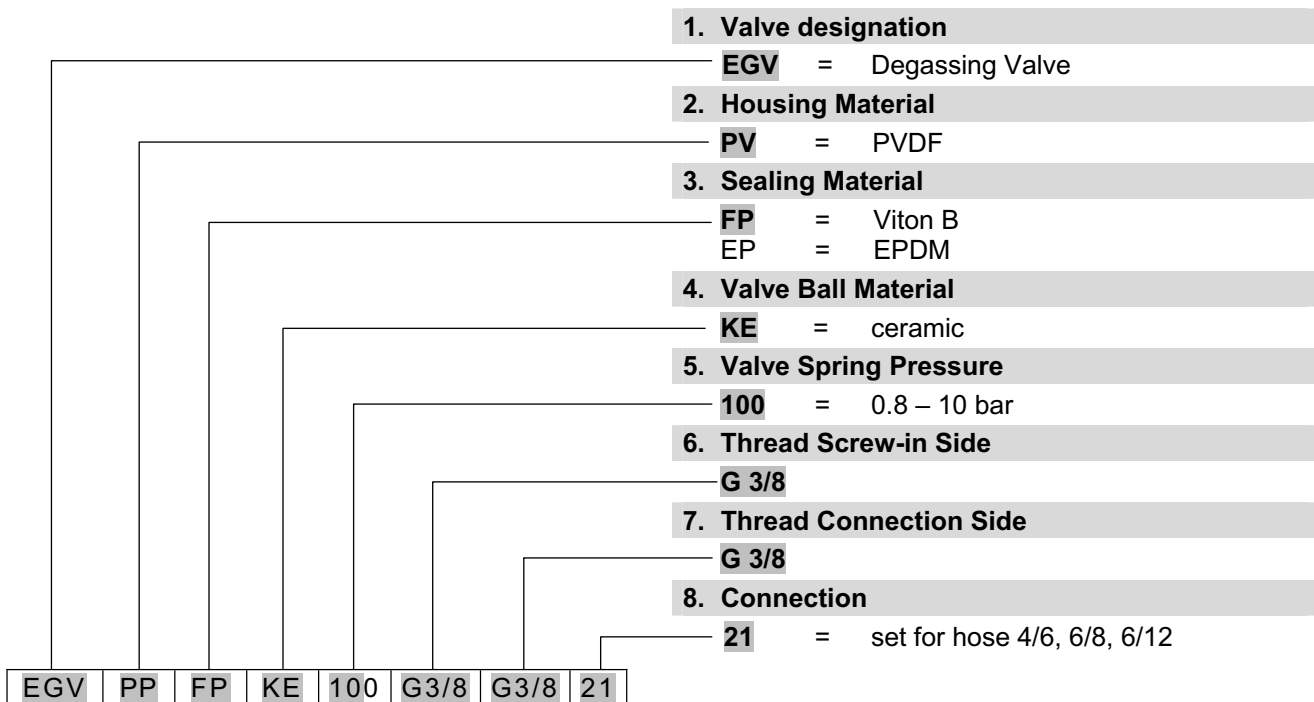 1. Valve designation
EGV = Degassing Valve
2. Housing Material
PV = PVDF
3. Sealing Material
FP = Viton B
EP = EPDM
4. Valve Ball Material
KE = ceramic
5. Valve Spring Pressure
100 = 0.8 – 10 bar
6. Thread Screw-in Side
G 3/8
7. Thread Connection Side
G 3/8
8. Connection
21 = set for hose 4/6, 6/8, 6/12
EGV PP FP KE 100 G3/8 G3/8 21